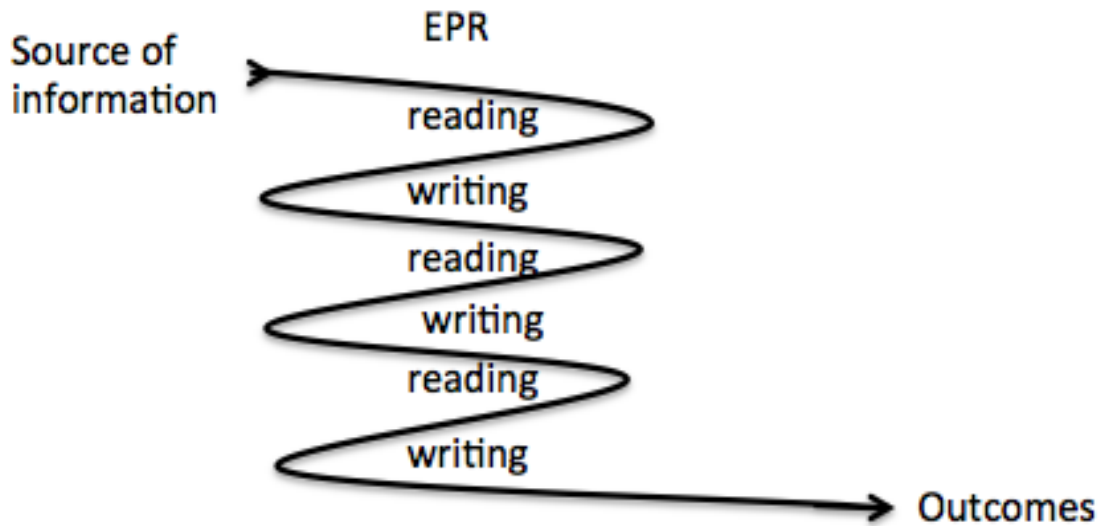 EPR
Source of
information
reading
writing
reading
writing
reading
writing
Outcomes